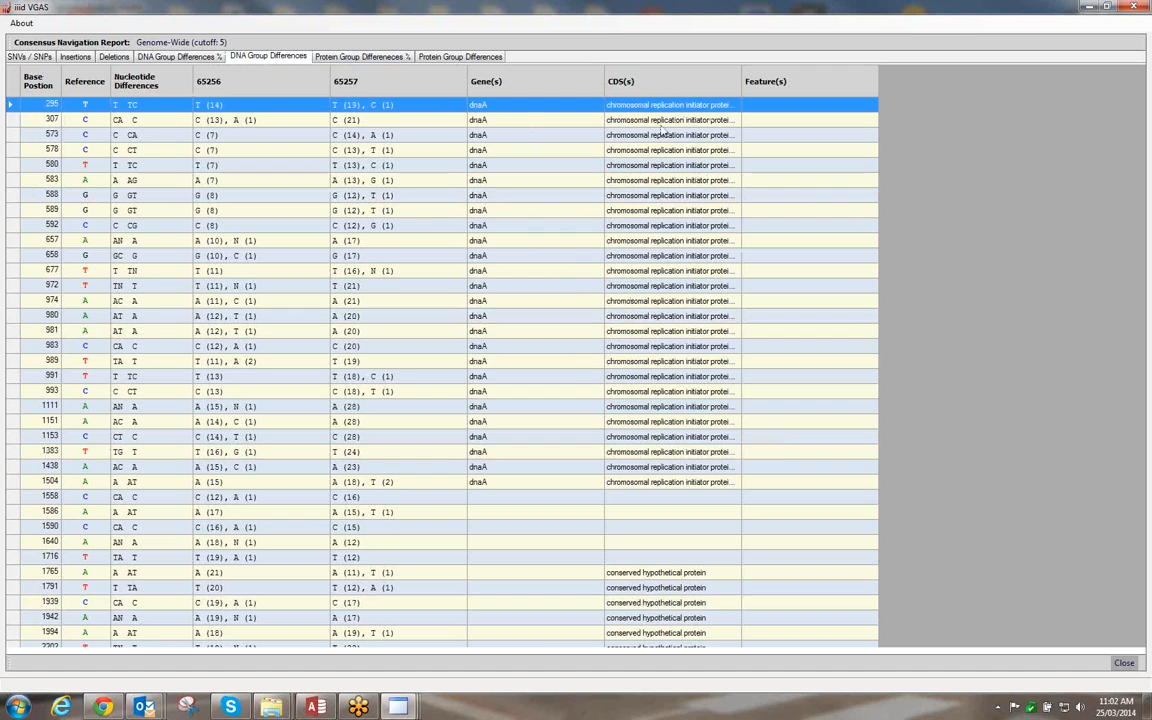 iiid VGAS
About
Consensus Navigation Report: Genome-Wide (cutoff: 5)
SNVs / SNPs Insertions Deletions DNA Group Differences % DNA Group Differences Protein Group Differeneces % Protein Group Differences
Base Postion Reference Nucleotide Differences 65256 65257 Gene(s) CDS(s) Feature(s)
295 T T TC T (14) T (19), C (1) dnaA chromosomal replication initiator protei...
307 C CA C C (13), A (1) C (21) dnaA chromosomal replication initiator protei...
573 C C CA C (7) C (14), A (1) dnaA chromosomal replication initiator protei...
578 C C CT C (7) C (13), T (1) dnaA chromosomal replication initiator protei...
580 T T TC T (7) T (13), C (1) dnaA chromosomal replication initiator protei...
583 A A AG A (7) A (13), G (1) dnaA chromosomal replication initiator protei...
588 G G GT G (8) G (12), T (1) dnaA chromosomal replication initiator protei...
589 G G GT G (8) G (12), T (1) dnaA chromosomal replication initiator protei...
592 C C CG C (8) C (12), G (1) dnaA chromosomal replication initiator protei...
657 A AN A A (10), N (1) A (17) dnaA chromosomal replication initiator protei...
658 G GC G G (10), C (1) G (17) dnaA chromosomal replication initiator protei...
677 T T TN T (11) T (16), N (1) dnaA chromosomal replication initiator protei...
972 T TN T T (11), N (1) T (21) dnaA chromosomal replication initiator protei...
974 A AC A A (11), C (1) A (21) dnaA chromosomal replication initiator protei...
980 A AT A A (12), T (1) A (20) dnaA chromosomal replication initiator protei...
981 A AT A A (12), T (1) A (20) dnaA chromosomal replication initiator protei...
983 C CA C C (12), A (1) C (20) dnaA chromosomal replication initiator protei...
989 T TA T T (11), A (2) T (19) dnaA chromosomal replication initiator protei...
991 T T TC T (13) T (18), C (1) dnaA chromosomal replication initiator protei...
993 C C CT C (13) C (18), T (1) dnaA chromosomal replication initiator protei...
1111 A AN A A (15), N (1) A (28) dnaA chromosomal replication initiator protei...
1151 A AC A A (14), C (1) A (28) dnaA chromosomal replication initiator protei...
1153 C CT C C (14), T (1) C (28) dnaA chromosomal replication initiator protei...
1383 T TG T T (16), G (1) T (24) dnaA chromosomal replication initiator protei...
1438 A AC A A (15), C (1) A (23) dnaA chromosomal replication initiator protei...
1504 A A AT A (15) A (18), T (2) dnaA chromosomal replication initiator protei...
1558 C CA C C (12), A (1) C (16)
1586 A A AT A (17) A (15), T (1)
1590 C CA C C (16), A (1) C (15)
1640 A AN A A (18), N (1) A (12)
1716 T TA T T (19), A (1) T (12)
1765 A A AT A (21) A (11), T (1) conserved hypothetical protein
1791 T T TA T (20) T (12), A (1) conserved hypothetical protein
1939 C CA C C (19), A (1) C (17) conserved hypothetical protein
1942 A AN A A (19), N (1) A (17) conserved hypothetical protein
1994 A A AT A (18) A (19), T (1) conserved hypothetical protein
Close
11:02 AM
25/03/2014